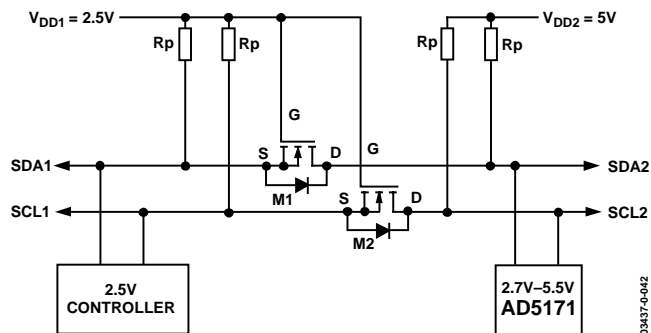 VDD1 = 2.5V
Rp
Rp
Rp
Rp
VDD2 = 5V
G
S
D
G
SDA1
SDA2
M1
S
D
SCL1
SCL2
M2
2.5V
CONTROLLER
2.7V–5.5V
AD5171
03437-0-042